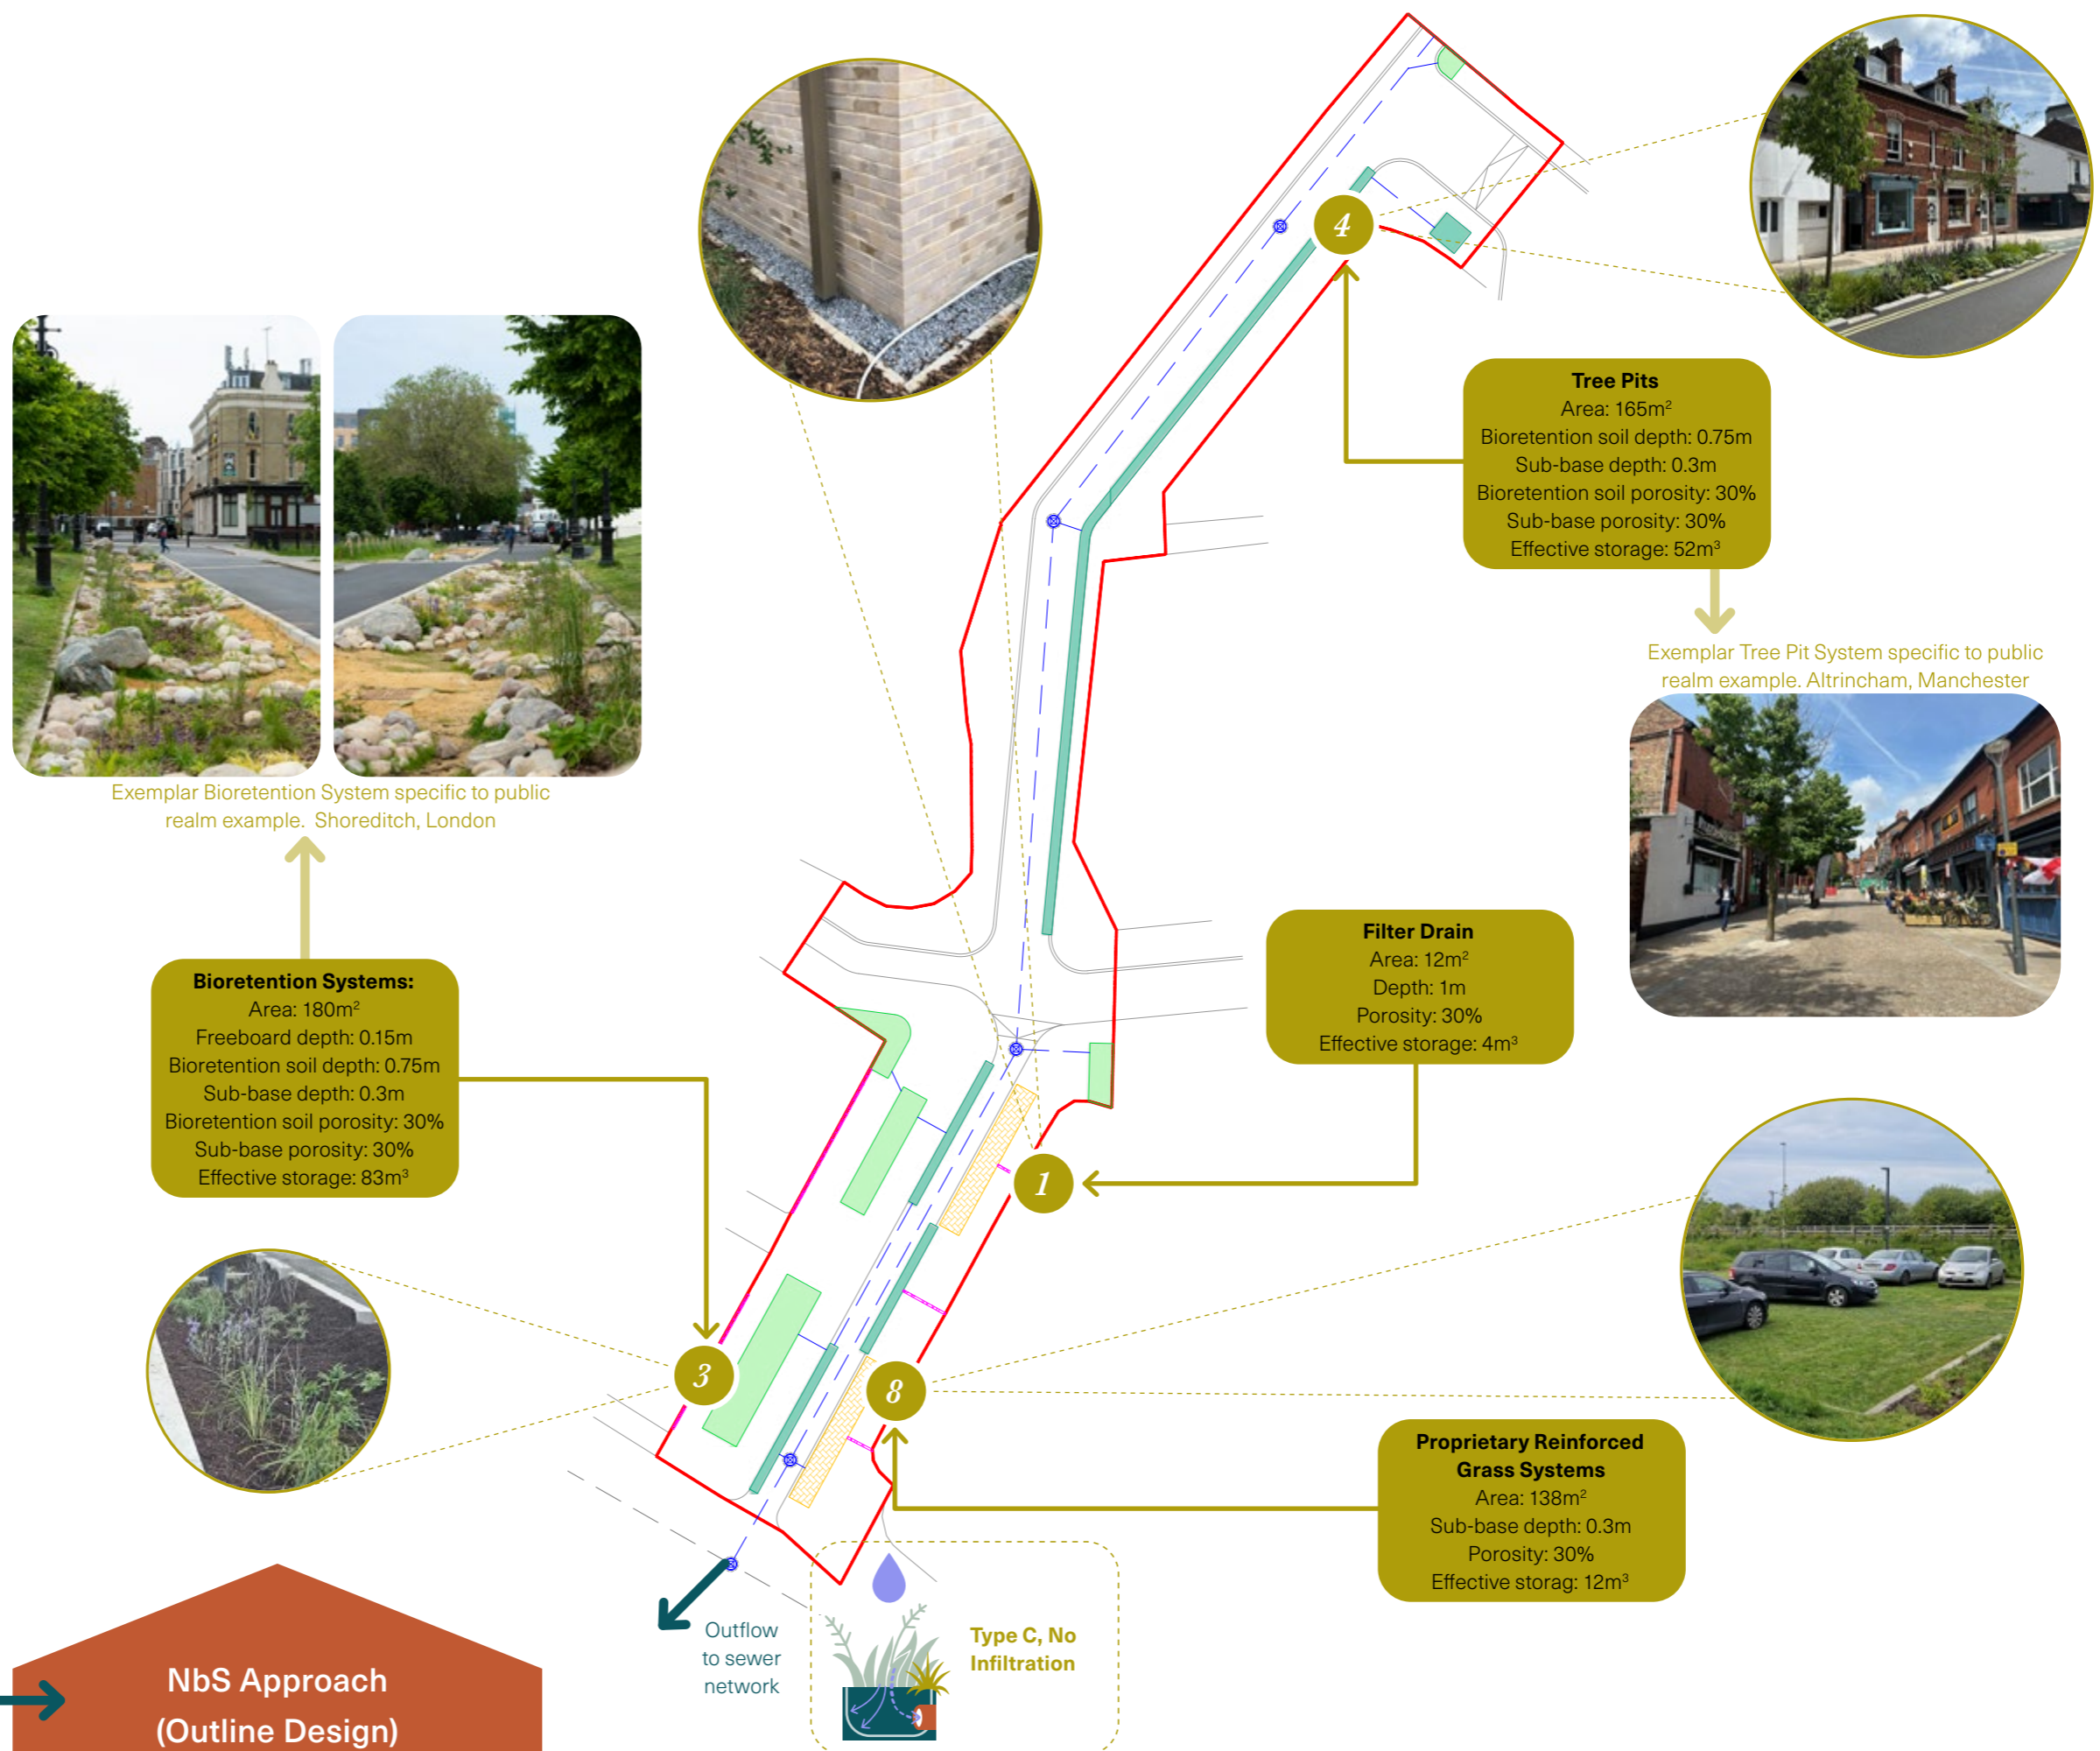 4
Tree Pits
Area: 165m²
Bioretention soil depth: 0.75m
Sub-base depth: 0.3m
Bioretention soil porosity: 30%
Sub-base porosity: 30%
Effective storage: 52m³
Exemplar Tree Pit System specific to public
realm example. Altrincham, Manchester
Exemplar Bioretention System specific to public
realm example. Shoreditch, London
Bioretention Systems:
Area: 180m²
Freeboard depth: 0.15m
Bioretention soil depth: 0.75m
Sub-base depth: 0.3m
Bioretention soil porosity: 30%
Sub-base porosity: 30%
Effective storage: 83m³
Filter Drain
Area: 12m²
Depth: 1m
Porosity: 30%
Effective storage: 4m³
1
3
8
Proprietary Reinforced
Grass Systems
Area: 138m²
Sub-base depth: 0.3m
Porosity: 30%
Effective storag: 12m³
Outflow
to sewer
network
Type C, No
Infiltration
NbS Approach
(Outline Design)